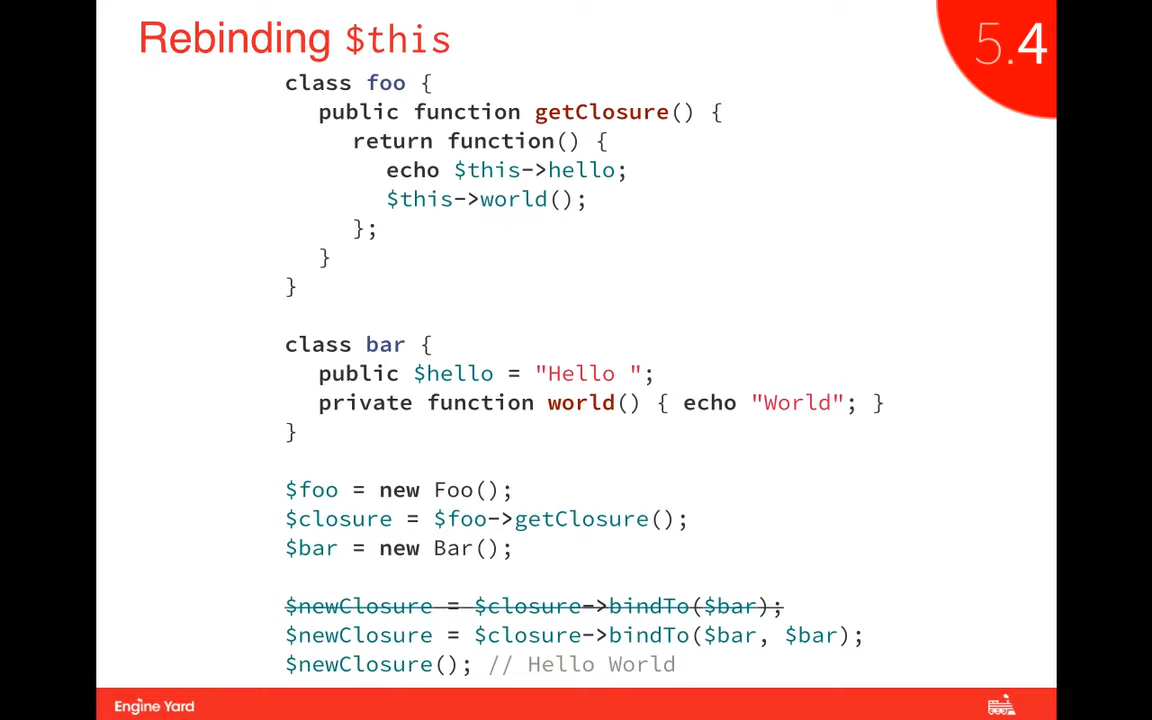 Rebinding $this
5.4
class foo {
public function getClosure() {
return function() {
echo $this->hello;
$this->world();
};
}
}
class bar {
public $hello = "Hello ";
private function world() { echo "World"; }
}
$foo = new Foo();
$closure = $foo->getClosure();
$bar = new Bar();
$newClosure = $closure->bindTo($bar);
$newClosure = $closure->bindTo($bar, $bar);
$newClosure(); // Hello World
Engine Yard